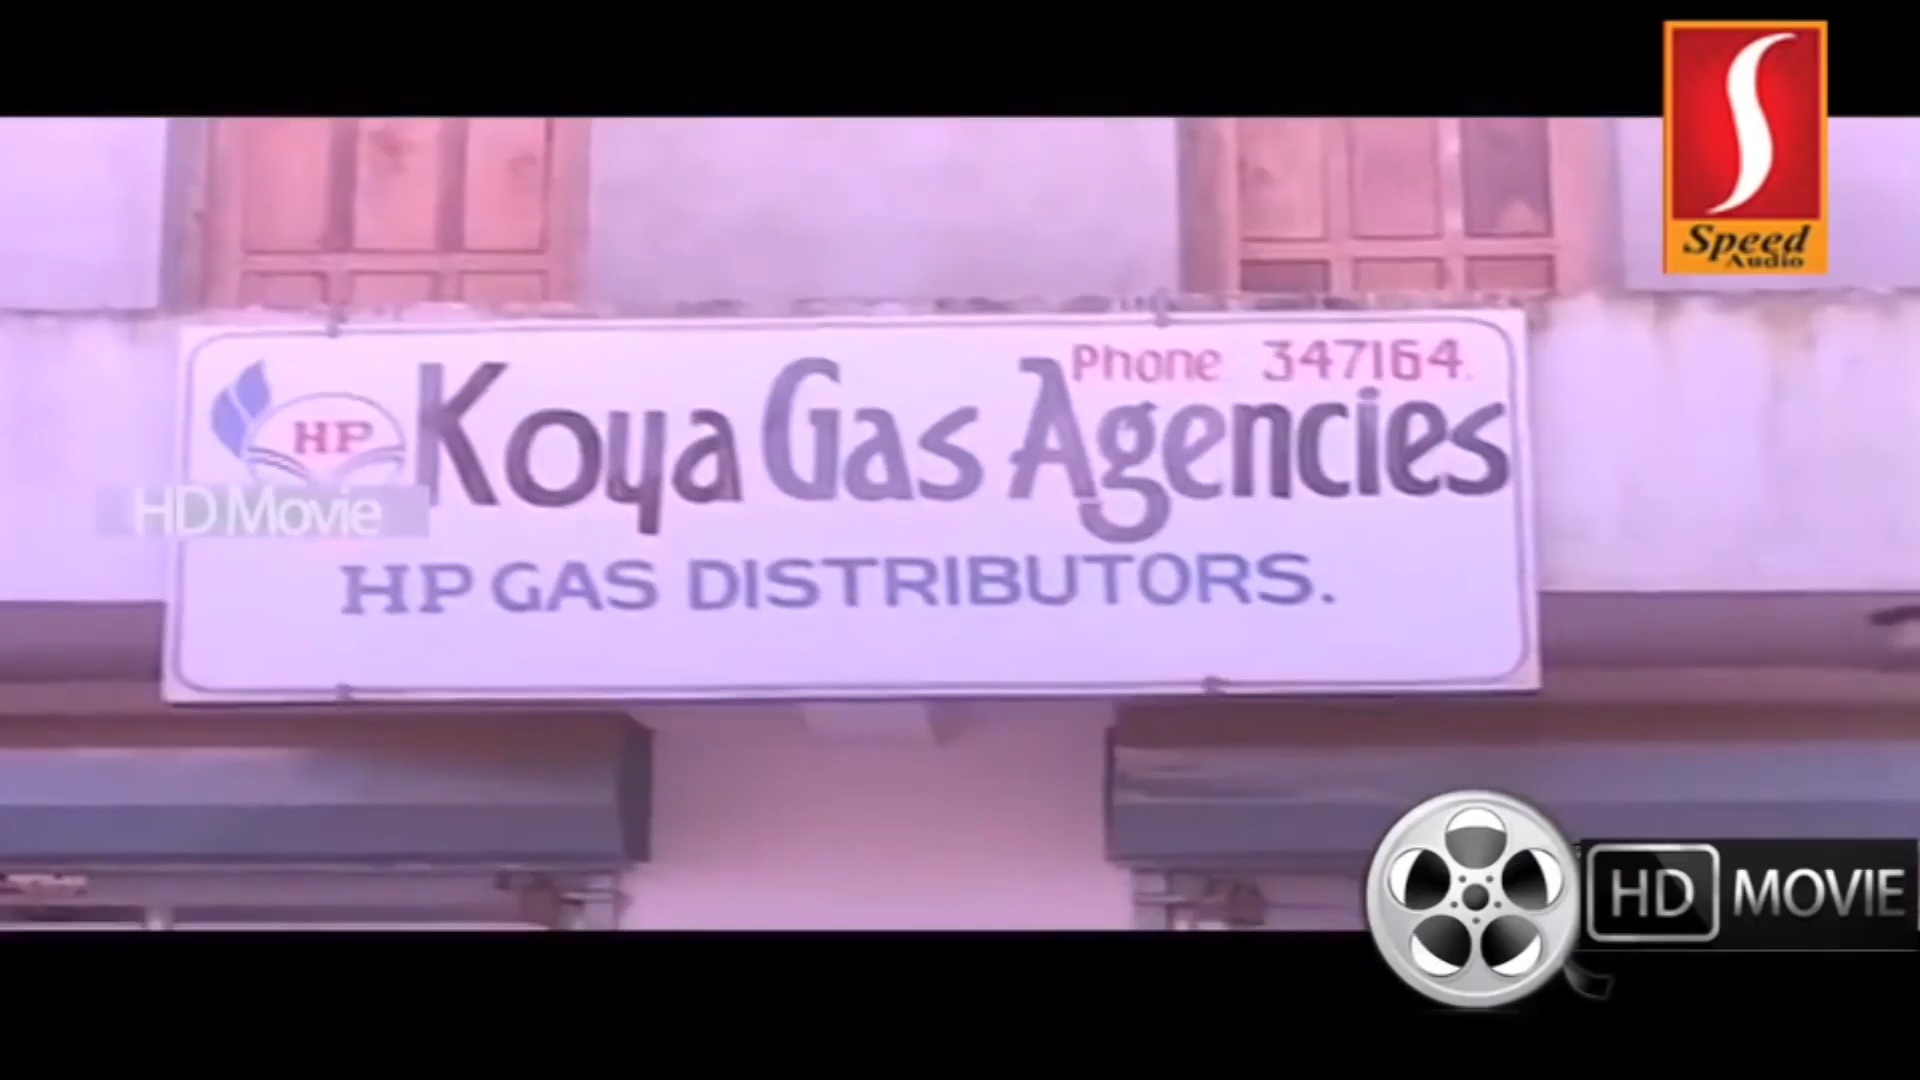 Speed
Audio
Phone 347164.
HP
Koya Gas Agencies
HD Movie
HP GAS DISTRIBUTORS.
HD MOVIE